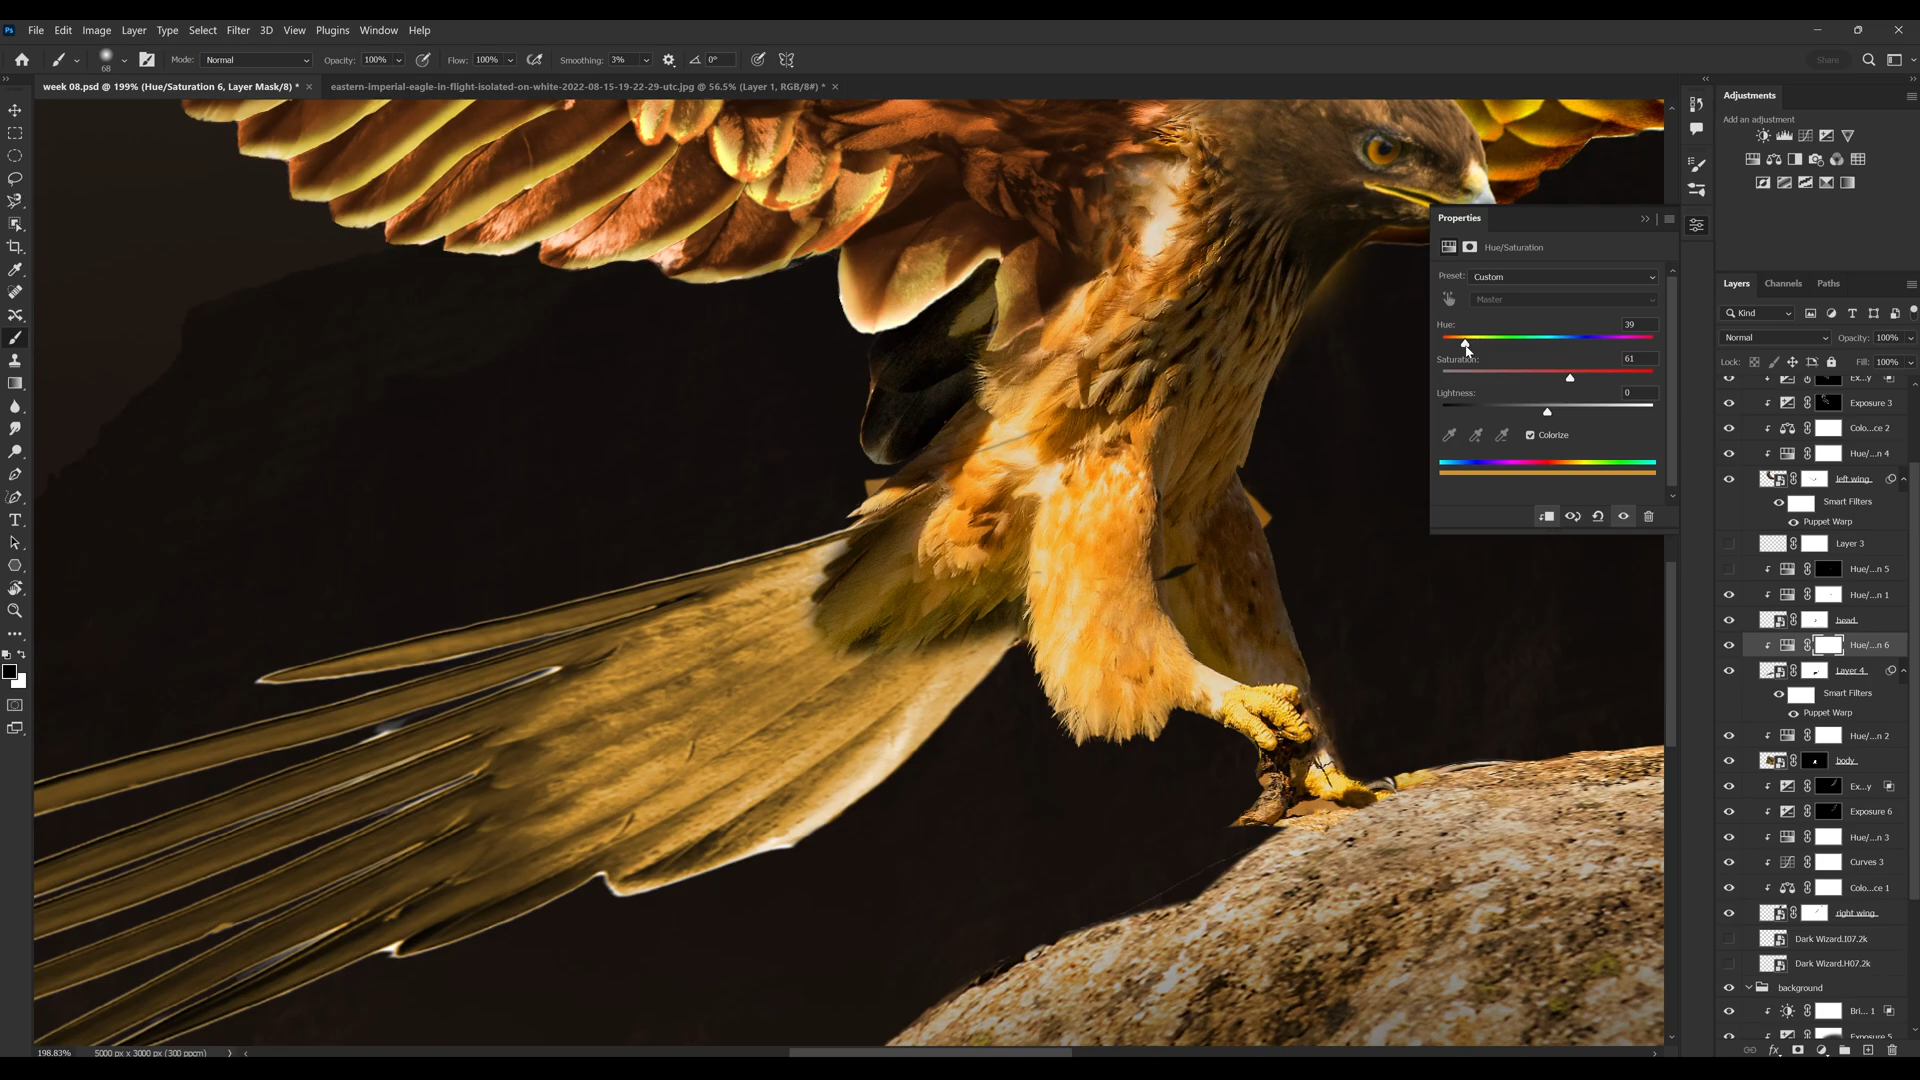 Ps File Edit Image Layer Type Select Filter 3D View Plugins Window Help
68 Mode: Normal Opacity: 100% Flow: 100% Smoothing: 3% 0° Share
week 08.psd @ 199% (Hue/Saturation 6, Layer Mask/8) * × eastern-imperial-eagle-in-flight-isolated-on-white-2022-08-15-19-22-29-utc.jpg @ 56.5% (Layer 1, RGB/8#) * ×
Adjustments
Add an adjustment
Properties
Hue/Saturation
Preset: Custom
Master
Hue: 39
Saturation: 61
Lightness: 0
Colorize
Layers Channels Paths
Kind
Normal Opacity: 100%
Lock: Fill: 100%
Ex...y
Exposure 3
Colo...ce 2
Hue/...n 4
left wing
Smart Filters
Puppet Warp
Layer 3
Hue/...n 5
Hue/...n 1
head
Hue/...n 6
Layer 4
Smart Filters
Puppet Warp
Hue/...n 2
body
Ex...y
Exposure 6
Hue/...n 3
Curves 3
Colo...ce 1
right wing
Dark Wizard.I07.2k
Dark Wizard.H07.2k
background
Bri... 1
Exposure 5
fx
198.83% 5000 px x 3000 px (300 ppcm)